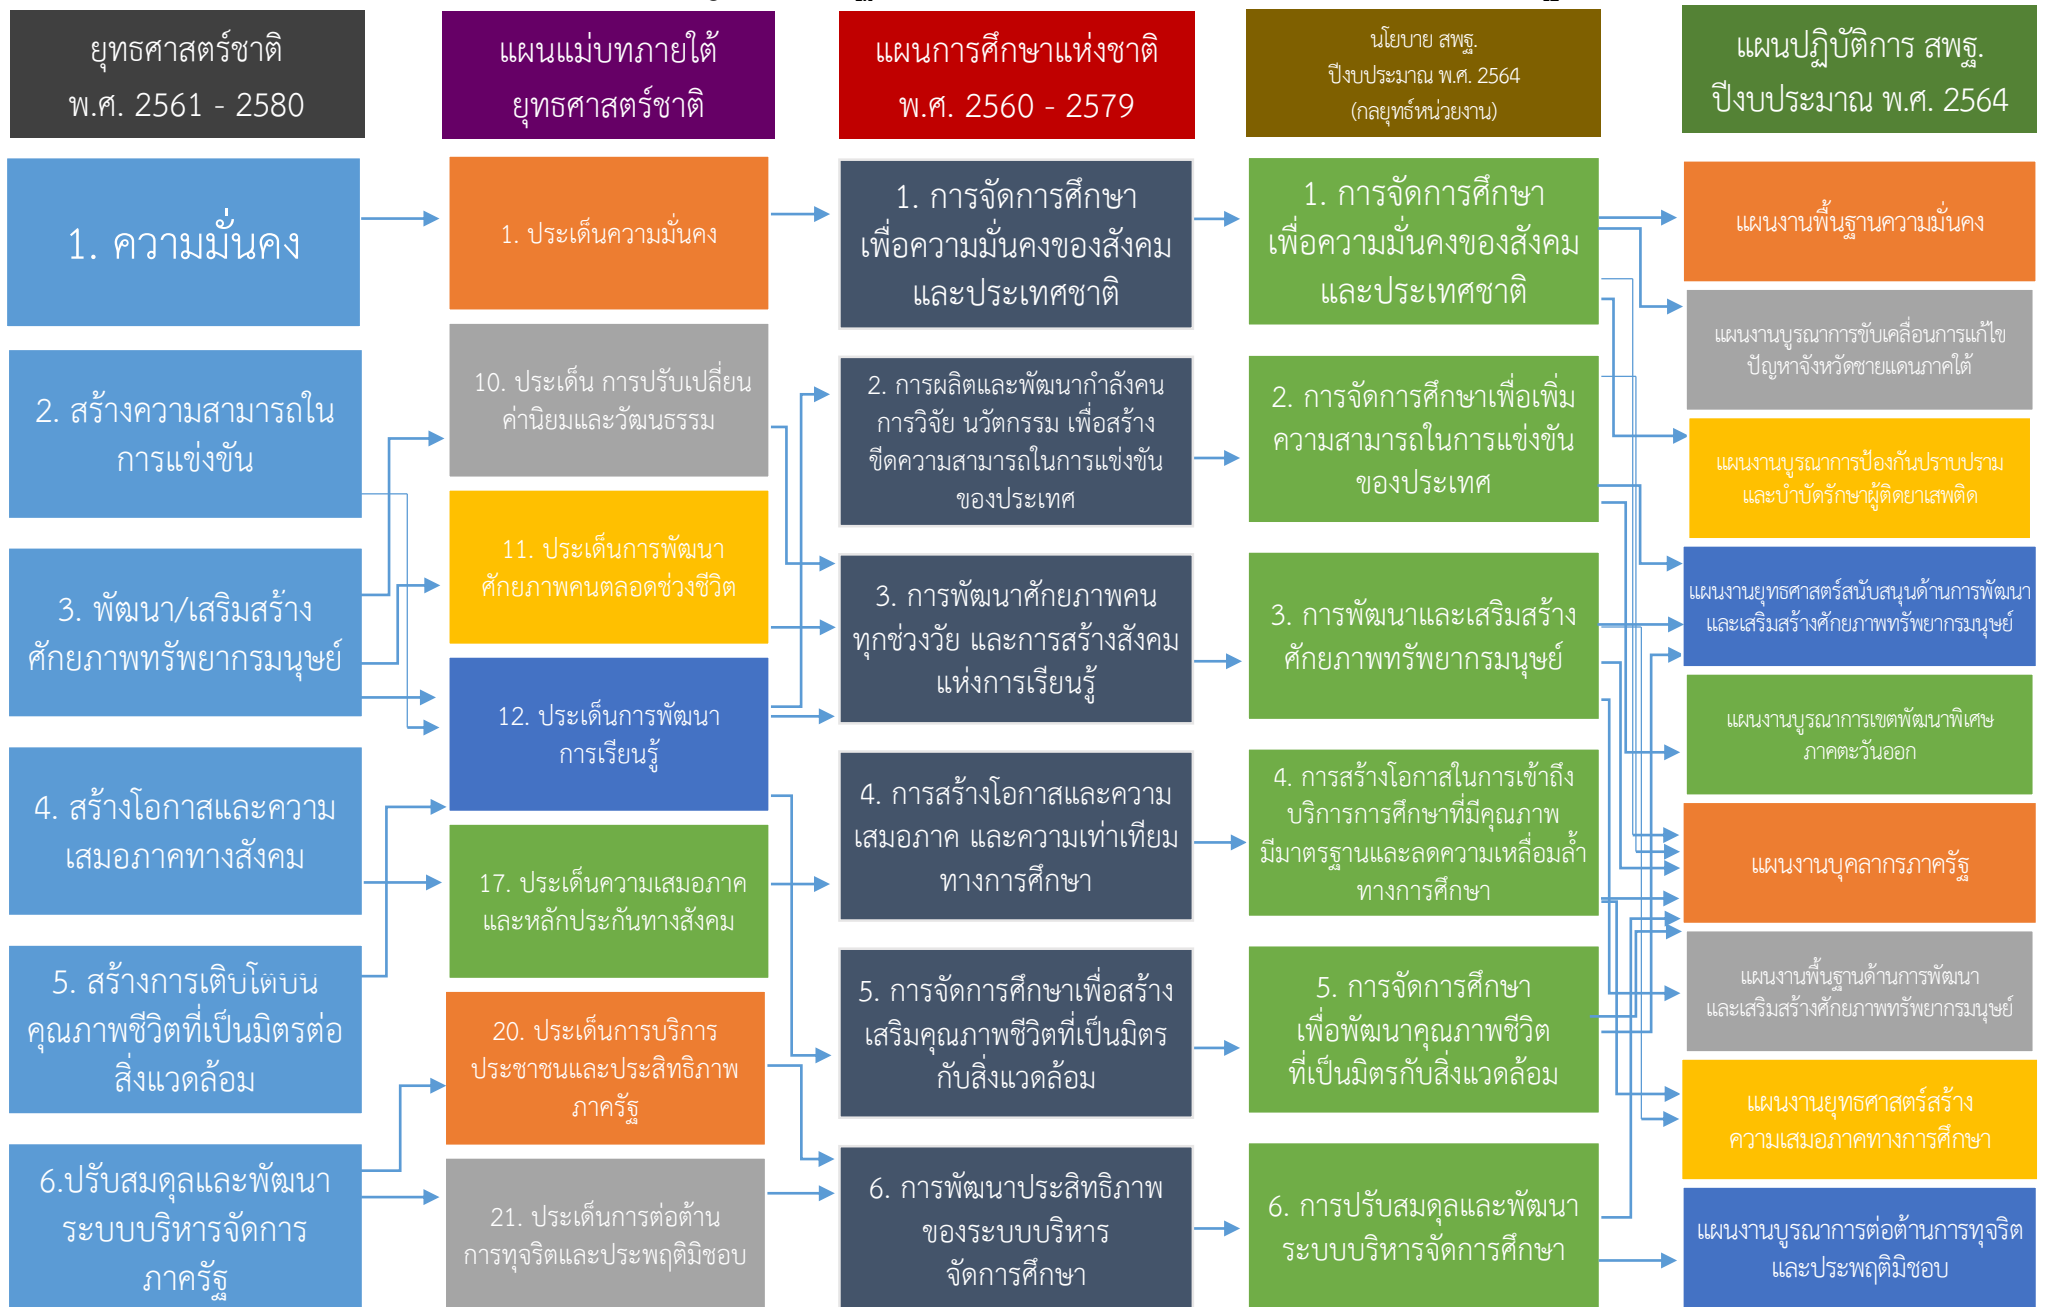 ยุทธศาสตร์ชาติ
พ.ศ. 2561 - 2580
แผนแม่บทภายใต้
ยุทธศาสตร์ชาติ
แผนการศึกษาแห่งชาติ
พ.ศ. 2560 - 2579
นโยบาย สพฐ.
ปีงบประมาณ พ.ศ. 2564
(กลยุทธ์หน่วยงาน)
แผนปฏิบัติการ สพฐ.
ปีงบประมาณ พ.ศ. 2564
1. ความมั่นคง
2. สร้างความสามารถใน
การแข่งขัน
3. พัฒนา/เสริมสร้าง
ศักยภาพทรัพยากรมนุษย์
4. สร้างโอกาสและความ
เสมอภาคทางสังคม
5. สร้างการเติบโตบน
คุณภาพชีวิตที่เป็นมิตรต่อ
สิ่งแวดล้อม
6.ปรับสมดุลและพัฒนา
ระบบบริหารจัดการ
ภาครัฐ
1. ประเด็นความมั่นคง
10. ประเด็น การปรับเปลี่ยน
ค่านิยมและวัฒนธรรม
11. ประเด็นการพัฒนา
ศักยภาพคนตลอดช่วงชีวิต
12. ประเด็นการพัฒนา
การเรียนรู้
17. ประเด็นความเสมอภาค
และหลักประกันทางสังคม
20. ประเด็นการบริการ
ประชาชนและประสิทธิภาพ
ภาครัฐ
21. ประเด็นการต่อต้าน
การทุจริตและประพฤติมิชอบ
1. การจัดการศึกษา
เพื่อความมั่นคงของสังคม
และประเทศชาติ
2. การผลิตและพัฒนากำลังคน
การวิจัย นวัตกรรม เพื่อสร้าง
ขีดความสามารถในการแข่งขัน
ของประเทศ
3. การพัฒนาศักยภาพคน
ทุกช่วงวัย และการสร้างสังคม
แห่งการเรียนรู้
4. การสร้างโอกาสและความ
เสมอภาค และความเท่าเทียม
ทางการศึกษา
5. การจัดการศึกษาเพื่อสร้าง
เสริมคุณภาพชีวิตที่เป็นมิตร
กับสิ่งแวดล้อม
6. การพัฒนาประสิทธิภาพ
ของระบบบริหาร
จัดการศึกษา
1. การจัดการศึกษา
เพื่อความมั่นคงของสังคม
และประเทศชาติ
2. การจัดการศึกษาเพื่อเพิ่ม
ความสามารถในการแข่งขัน
ของประเทศ
3. การพัฒนาและเสริมสร้าง
ศักยภาพทรัพยากรมนุษย์
4. การสร้างโอกาสในการเข้าถึง
บริการการศึกษาที่มีคุณภาพ
มีมาตรฐานและลดความเหลื่อมล้ำ
ทางการศึกษา
5. การจัดการศึกษา
เพื่อพัฒนาคุณภาพชีวิต
ที่เป็นมิตรกับสิ่งแวดล้อม
6. การปรับสมดุลและพัฒนา
ระบบบริหารจัดการศึกษา
แผนงานพื้นฐานความมั่นคง
แผนงานบูรณาการขับเคลื่อนการแก้ไข
ปัญหาจังหวัดชายแดนภาคใต้
แผนงานบูรณาการป้องกันปราบปราม
และบำบัดรักษาผู้ติดยาเสพติด
แผนงานยุทธศาสตร์สนับสนุนด้านการพัฒนา
และเสริมสร้างศักยภาพทรัพยากรมนุษย์
แผนงานบูรณาการเขตพัฒนาพิเศษ
ภาคตะวันออก
แผนงานบุคลากรภาครัฐ
แผนงานพื้นฐานด้านการพัฒนา
และเสริมสร้างศักยภาพทรัพยากรมนุษย์
แผนงานยุทธศาสตร์สร้าง
ความเสมอภาคทางการศึกษา
แผนงานบูรณาการต่อต้านการทุจริต
และประพฤติมิชอบ